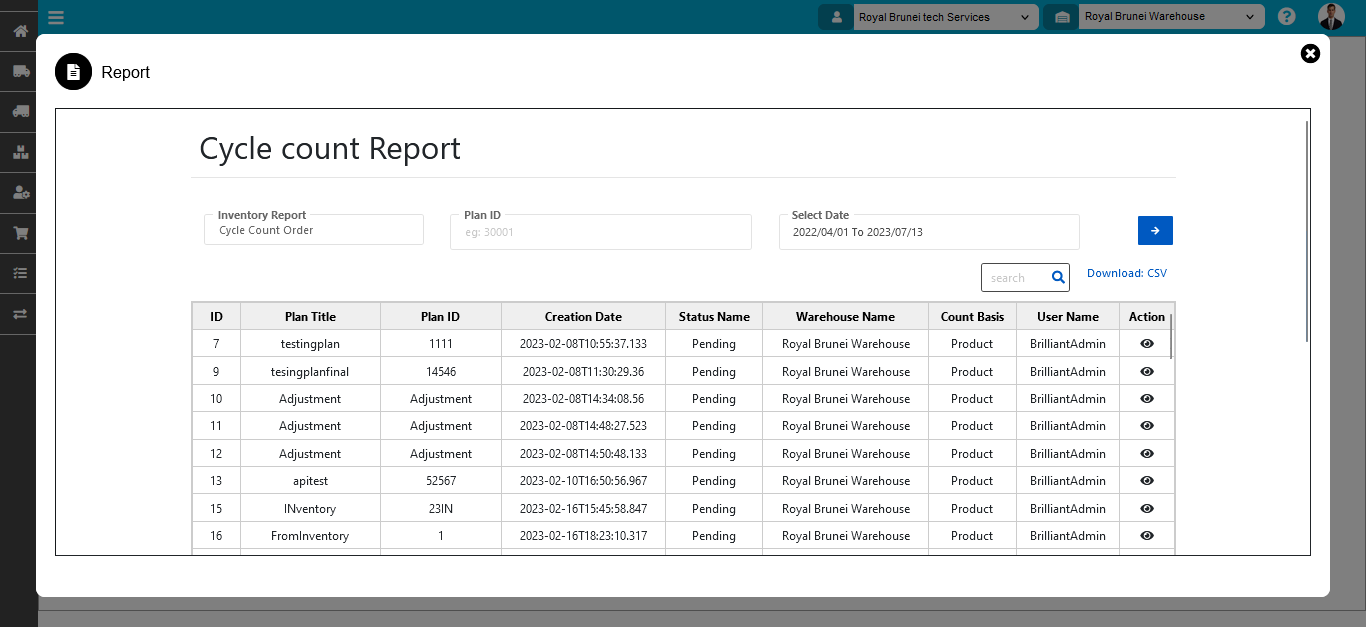 Royal Brunei tech Services Royal Brunei Warehouse ?
Report
Cycle count Report
Inventory Report Plan ID Select Date
Cycle Count Order eg: 30001 2022/04/01 To 2023/07/13
search Download: CSV
ID Plan Title Plan ID Creation Date Status Name Warehouse Name Count Basis User Name Action
7 testingplan 1111 2023-02-08T10:55:37.133 Pending Royal Brunei Warehouse Product BrilliantAdmin
9 tesingplanfinal 14546 2023-02-08T11:30:29.36 Pending Royal Brunei Warehouse Product BrilliantAdmin
10 Adjustment Adjustment 2023-02-08T14:34:08.56 Pending Royal Brunei Warehouse Product BrilliantAdmin
11 Adjustment Adjustment 2023-02-08T14:48:27.523 Pending Royal Brunei Warehouse Product BrilliantAdmin
12 Adjustment Adjustment 2023-02-08T14:50:48.133 Pending Royal Brunei Warehouse Product BrilliantAdmin
13 apitest 52567 2023-02-10T16:50:56.967 Pending Royal Brunei Warehouse Product BrilliantAdmin
15 INventory 23IN 2023-02-16T15:45:58.847 Pending Royal Brunei Warehouse Product BrilliantAdmin
16 FromInventory 1 2023-02-16T18:23:10.317 Pending Royal Brunei Warehouse Product BrilliantAdmin